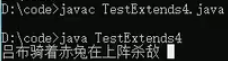 D:\code>javac TestExtends4.java
D:\code>java TestExtends4
吕布骑着赤兔在上阵杀敌